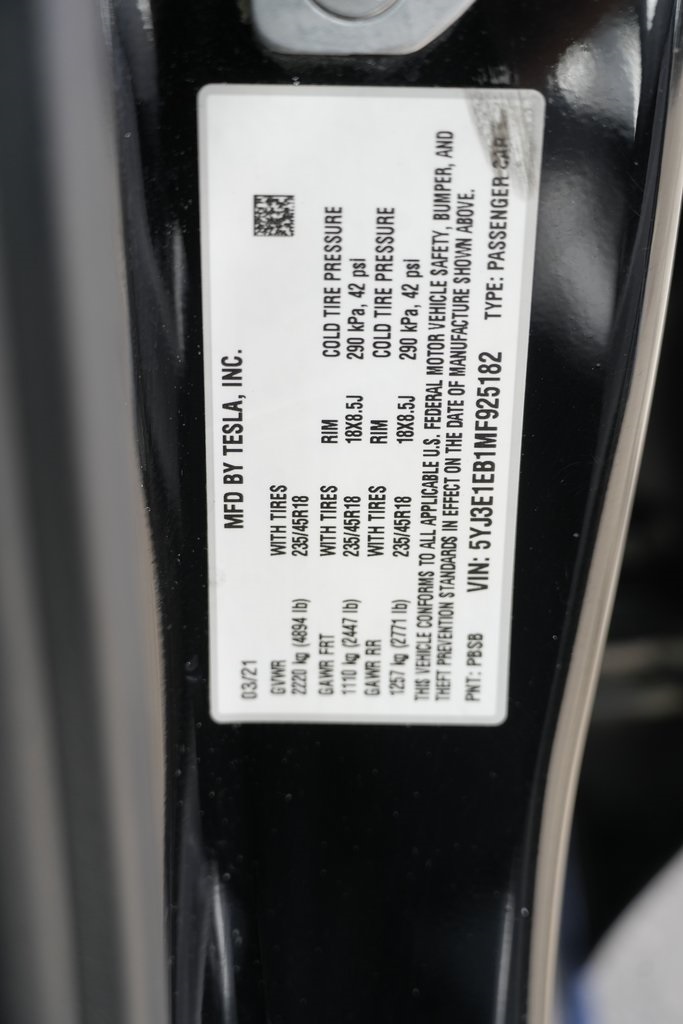 MFD BY TESLA, INC.
03/21
GVWR WITH TIRES
2220 kg (4894 lb) 235/45R18
GAWR FRT WITH TIRES RIM COLD TIRE PRESSURE
1110 kg (2447 lb) 235/45R18 18X8.5J 290 kPa, 42 psi
GAWR RR WITH TIRES RIM COLD TIRE PRESSURE
1257 kg (2771 lb) 235/45R18 18X8.5J 290 kPa, 42 psi
THIS VEHICLE CONFORMS TO ALL APPLICABLE U.S. FEDERAL MOTOR VEHICLE SAFETY, BUMPER, AND
THEFT PREVENTION STANDARDS IN EFFECT ON THE DATE OF MANUFACTURE SHOWN ABOVE.
PNT: PBSB VIN: 5YJ3E1EB1MF925182 TYPE: PASSENGER CAR